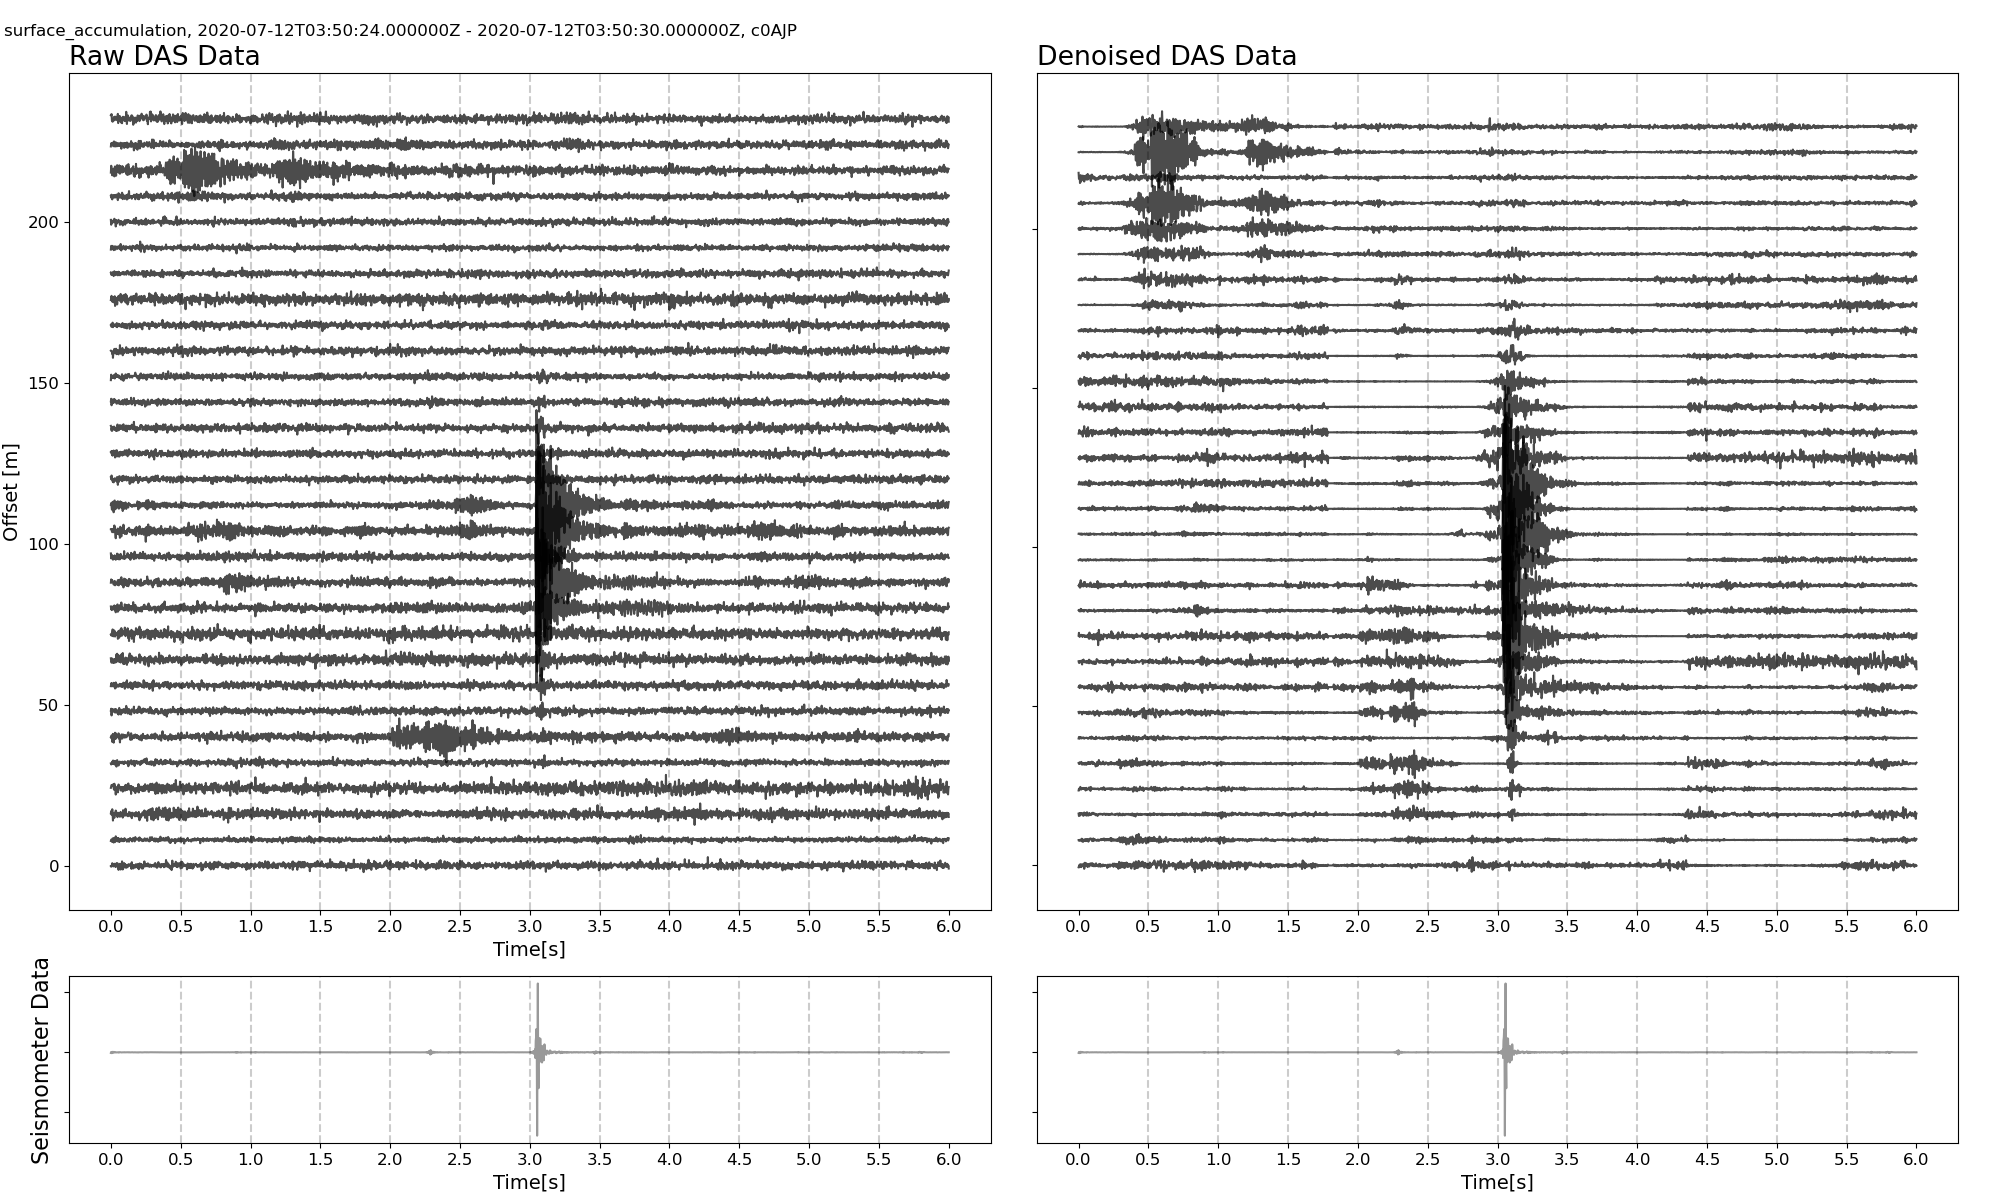 surface_accumulation, 2020-07-12T03:50:24.000000Z - 2020-07-12T03:50:30.000000Z, c0AJP
Raw DAS Data
Denoised DAS Data
Offset [m]
200
150
100
50
0
0.0 0.5 1.0 1.5 2.0 2.5 3.0 3.5 4.0 4.5 5.0 5.5 6.0
Time[s]
0.0 0.5 1.0 1.5 2.0 2.5 3.0 3.5 4.0 4.5 5.0 5.5 6.0
Seismometer Data
0.0 0.5 1.0 1.5 2.0 2.5 3.0 3.5 4.0 4.5 5.0 5.5 6.0
Time[s]
0.0 0.5 1.0 1.5 2.0 2.5 3.0 3.5 4.0 4.5 5.0 5.5 6.0
Time[s]